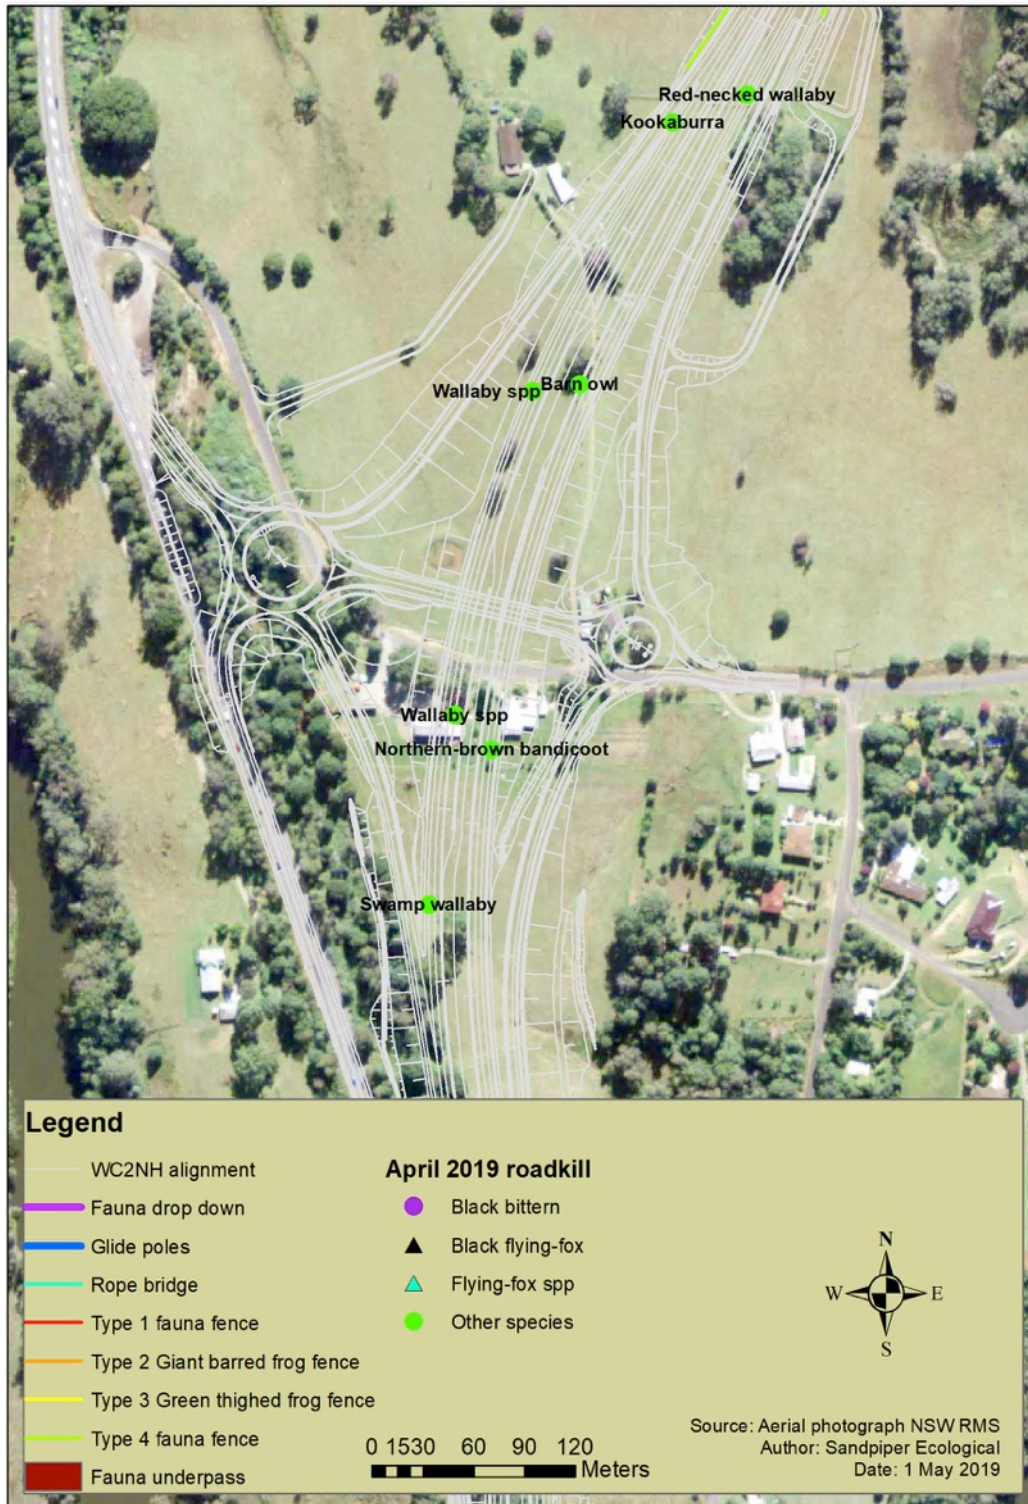 Red-necked wallaby
Kookaburra
Wallaby spp
Barn owl
Wallaby spp
Northern-brown bandicoot
Swamp wallaby
Legend
WC2NH alignment
Fauna drop down
Glide poles
Rope bridge
Type 1 fauna fence
Type 2 Giant barred frog fence
Type 3 Green thighed frog fence
Type 4 fauna fence
Fauna underpass
April 2019 roadkill
Black bittern
Black flying-fox
Flying-fox spp
Other species
0 15 30 60 90 120
Meters
N
W E
S
Source: Aerial photograph NSW RMS
Author: Sandpiper Ecological
Date: 1 May 2019